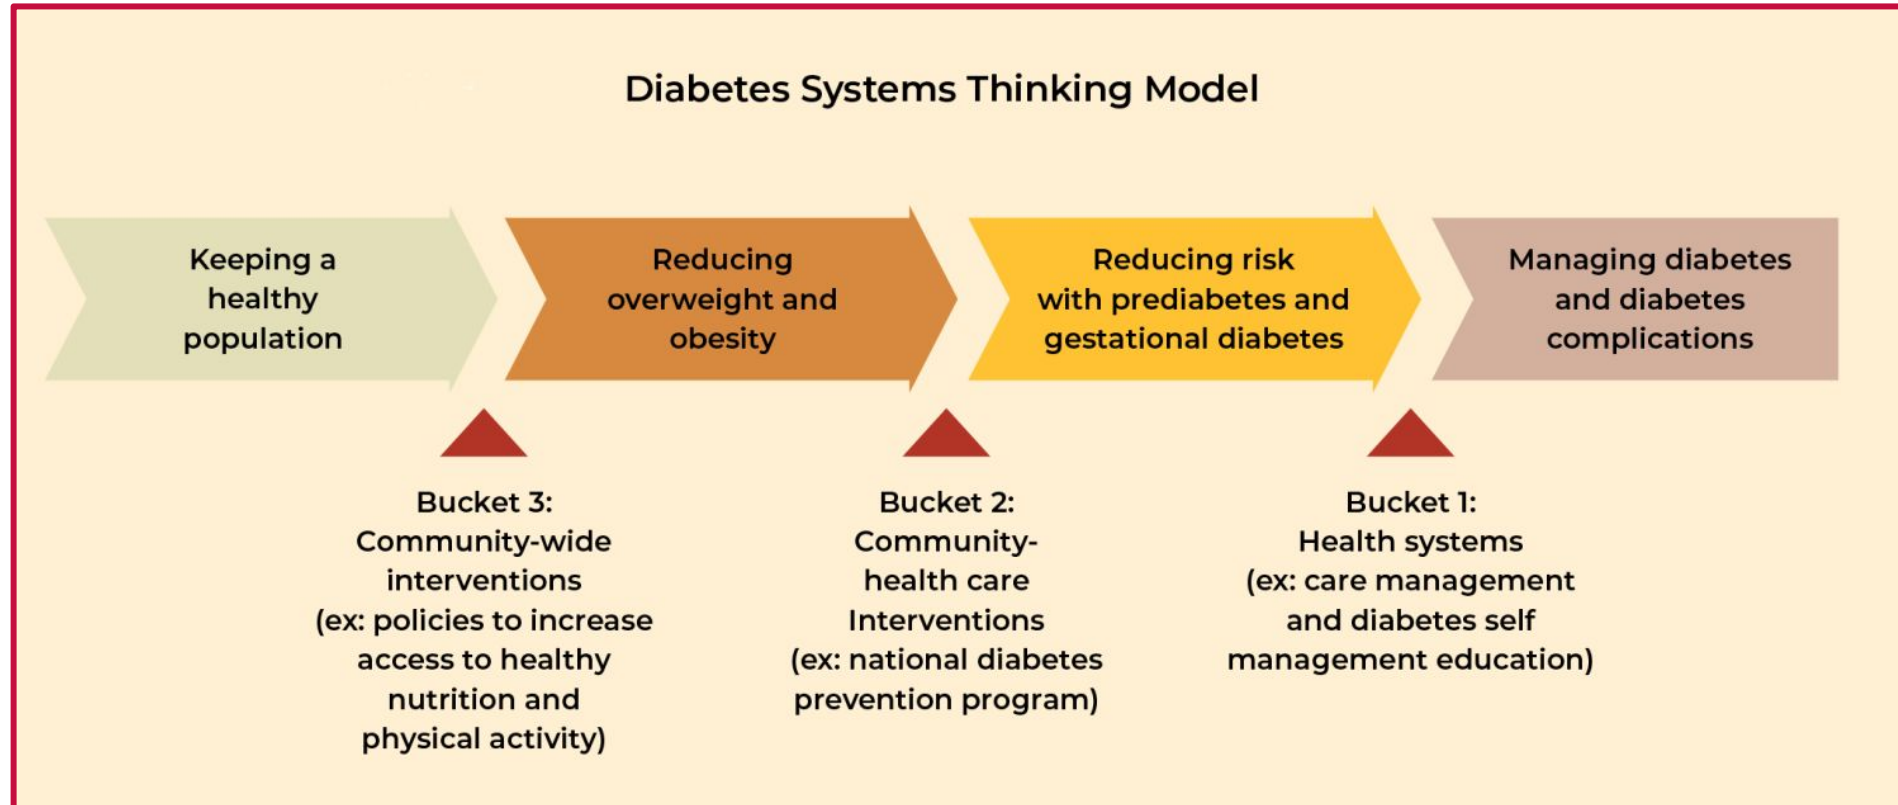 Diabetes Systems Thinking Model
Keeping a
healthy
population
Reducing
overweight and
obesity
Reducing risk
with prediabetes and
gestational diabetes
Managing diabetes
and diabetes
complications
Bucket 3:
Community-wide
interventions
(ex: policies to increase
access to healthy
nutrition and
physical activity)
Bucket 2:
Community-
health care
Interventions
(ex: national diabetes
prevention program)
Bucket 1:
Health systems
(ex: care management
and diabetes self
management education)